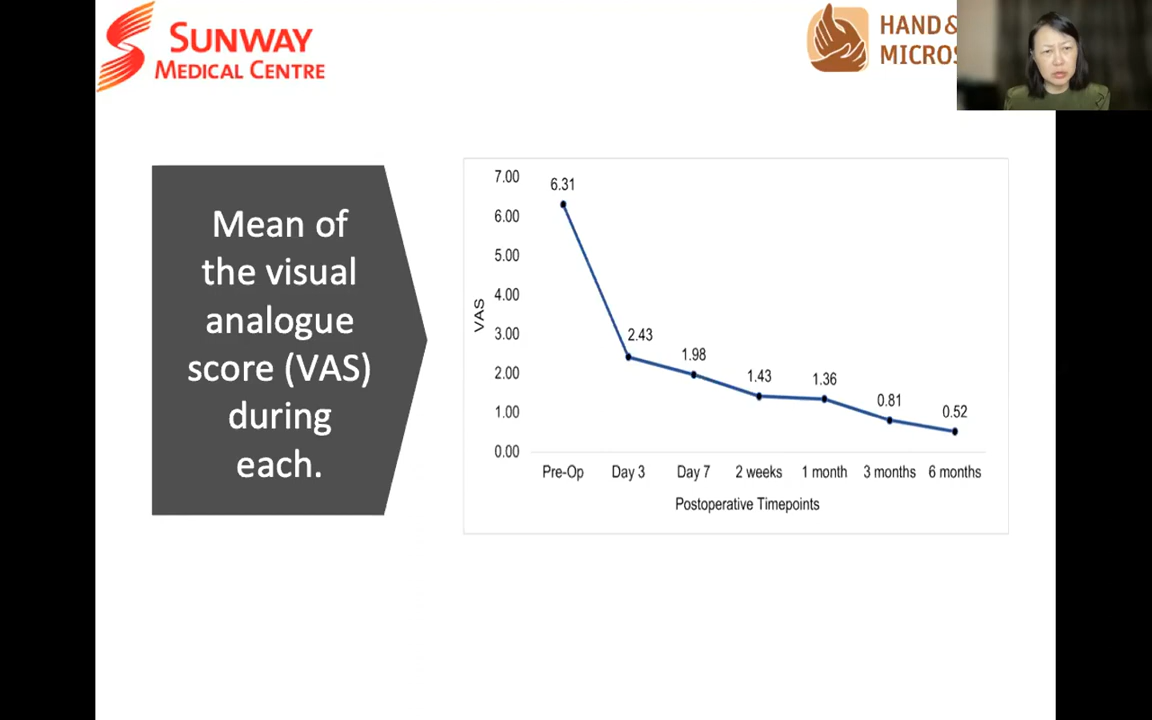 SUNWAY
MEDICAL CENTRE
HAND &
Mean of
the visual
analogue
score (VAS)
during
each.
7.00
6.00
5.00
4.00
3.00
2.00
1.00
0.00
VAS
6.31
2.43
1.98
1.43
1.36
0.81
0.52
Pre-Op Day 3 Day 7 2 weeks 1 month 3 months 6 months
Postoperative Timepoints